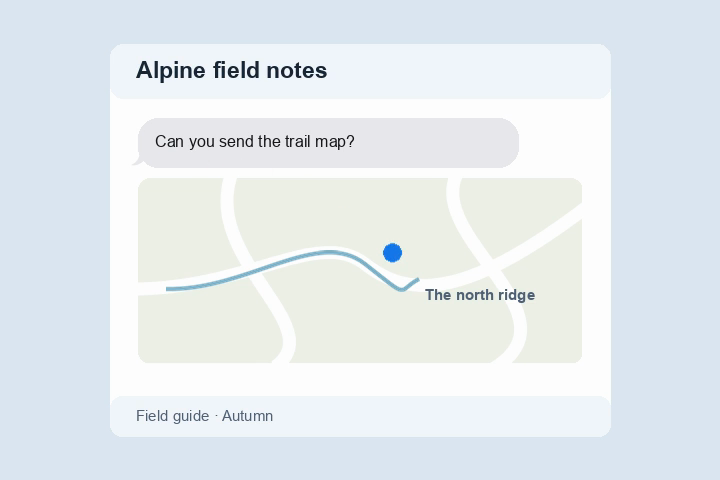 Alpine field notes
Can you send the trail map?
The north ridge
Field guide · Autumn